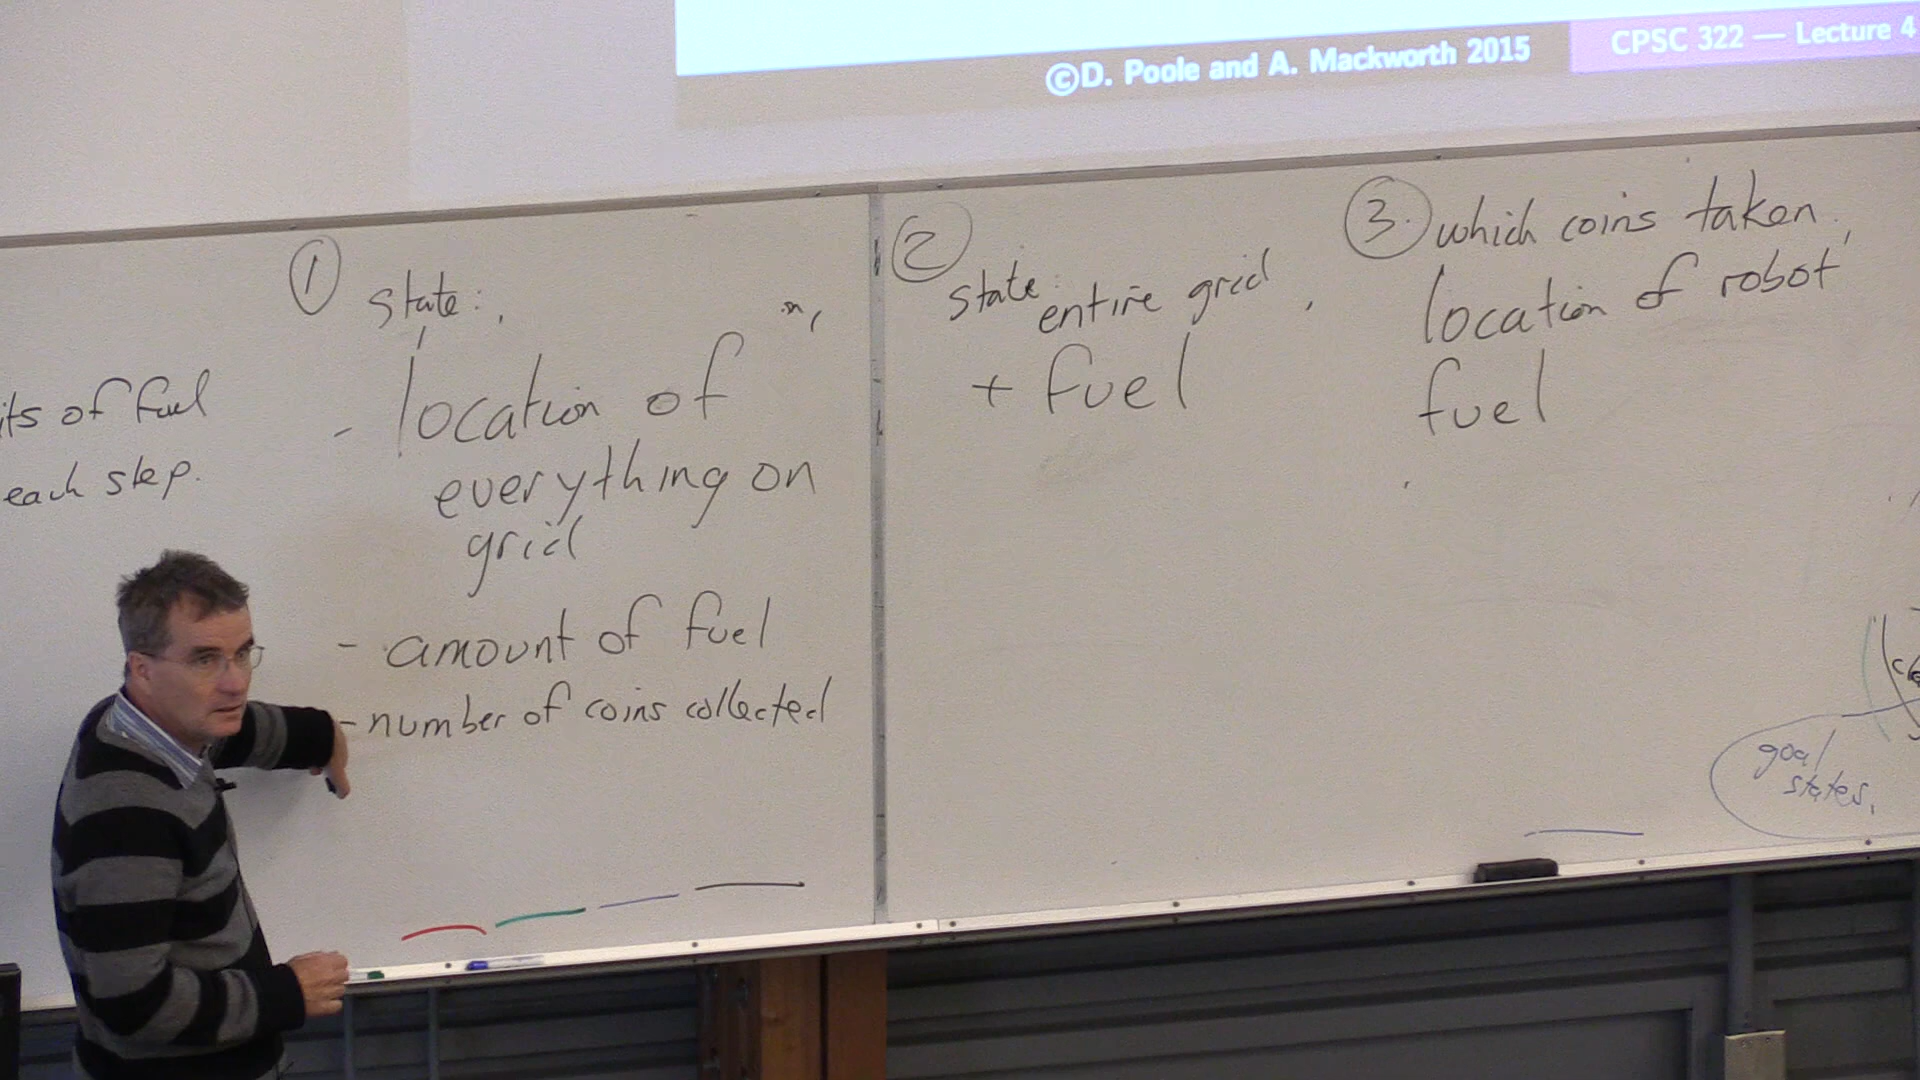 ©D. Poole and A. Mackworth 2015
CPSC 322 — Lecture 4
its of fuel
each step.
① state:
- location of
everything on
grid
- amount of fuel
- number of coins collected
② state:
entire grid
+ fuel
③. which coins taken,
location of robot
fuel
goal
states